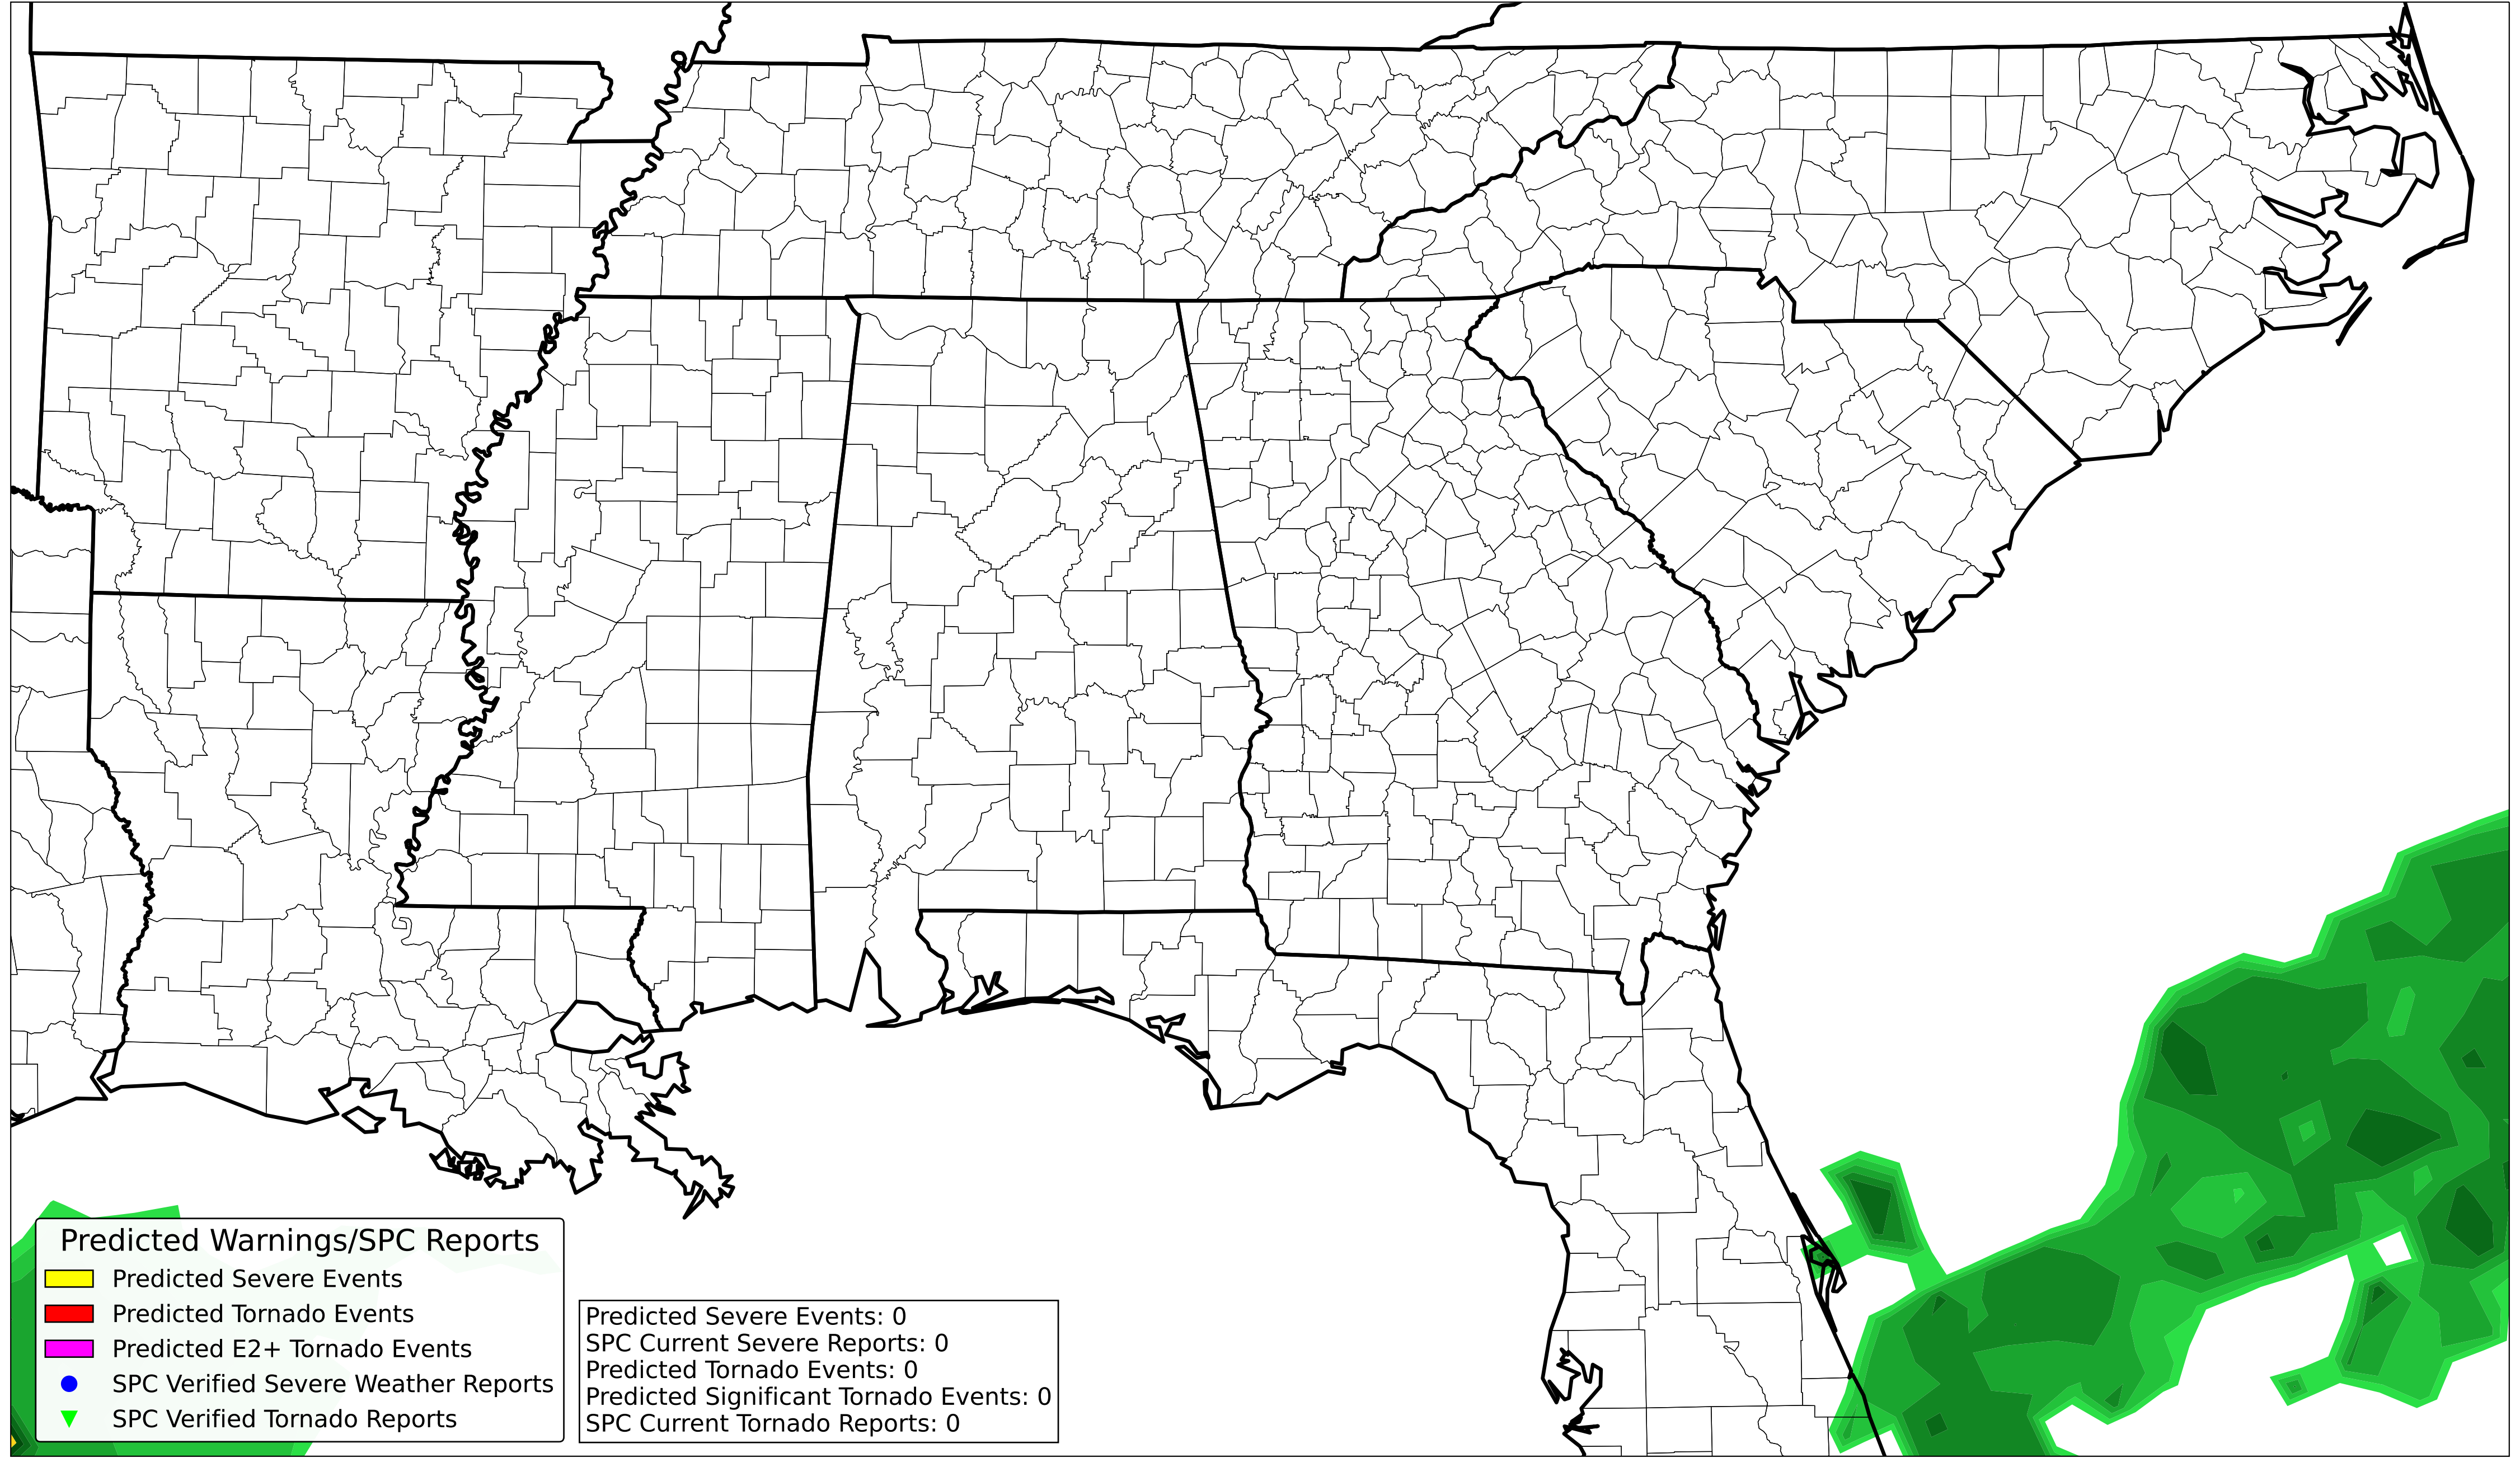 Predicted Warnings/SPC Reports
Predicted Severe Events
Predicted Tornado Events
Predicted E2+ Tornado Events
SPC Verified Severe Weather Reports
SPC Verified Tornado Reports
Predicted Severe Events: 0
SPC Current Severe Reports: 0
Predicted Tornado Events: 0
Predicted Significant Tornado Events: 0
SPC Current Tornado Reports: 0